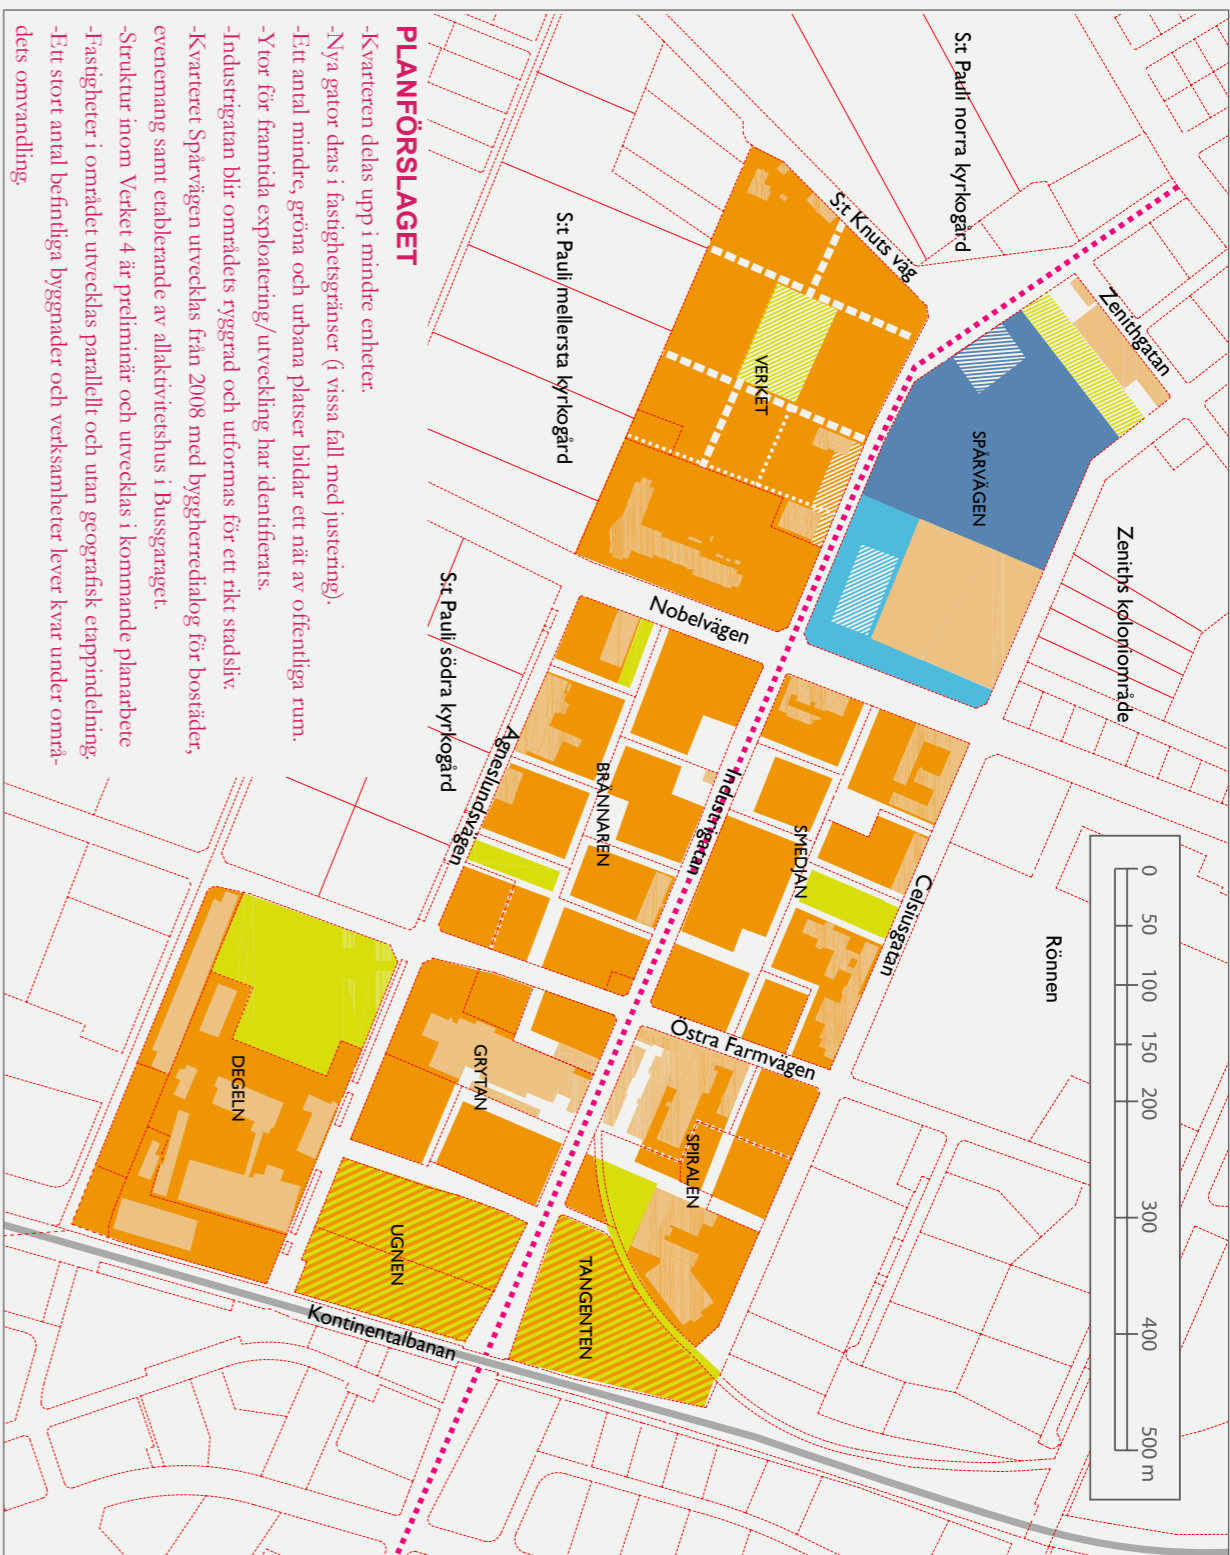 PLANFÖRSLAGET
-Kvarteren delas upp i mindre enheter.
-Nya gator dras i fastighetsgränser (i vissa fall med justering).
-Ett antal mindre, gröna och urbana platser bildar ett nät av offentliga rum.
-Ytor för framtida exploatering/utveckling har identifierats.
-Industrigatan blir områdets ryggrad och utformas för ett rikt stadsliv.
-Kvarteret Spårvägen utvecklas från 2008 med byggherredialog för bostäder,
evenemang samt etablerande av allaktivitetshus i Bussgaraget.
-Struktur inom Verket 4 är preliminär och utvecklas i kommande planarbete
-Fastigheter i området utvecklas parallellt och utan geografisk etappindelning.
-Ett stort antal befintliga byggnader och verksamheter lever kvar under områ-
dets omvandling.
S:t Pauli norra kyrkogård
S:t Knuts väg
Zenithgatan
S:t Pauli mellersta kyrkogård
VERKET
SPÅRVÄGEN
Zeniths koloniområde
Nobelvägen
S:t Pauli södra kyrkogård
Agneslundsvägen
BRÄNNAREN
Industrigatan
SMEDJAN
Celsiusgatan
Rönnen
Östra Farmvägen
DEGELN
GRYTAN
SPIRALEN
UGNEN
TANGENTEN
Kontinentalbanan
0 50 100 150 200 300 400 500 m